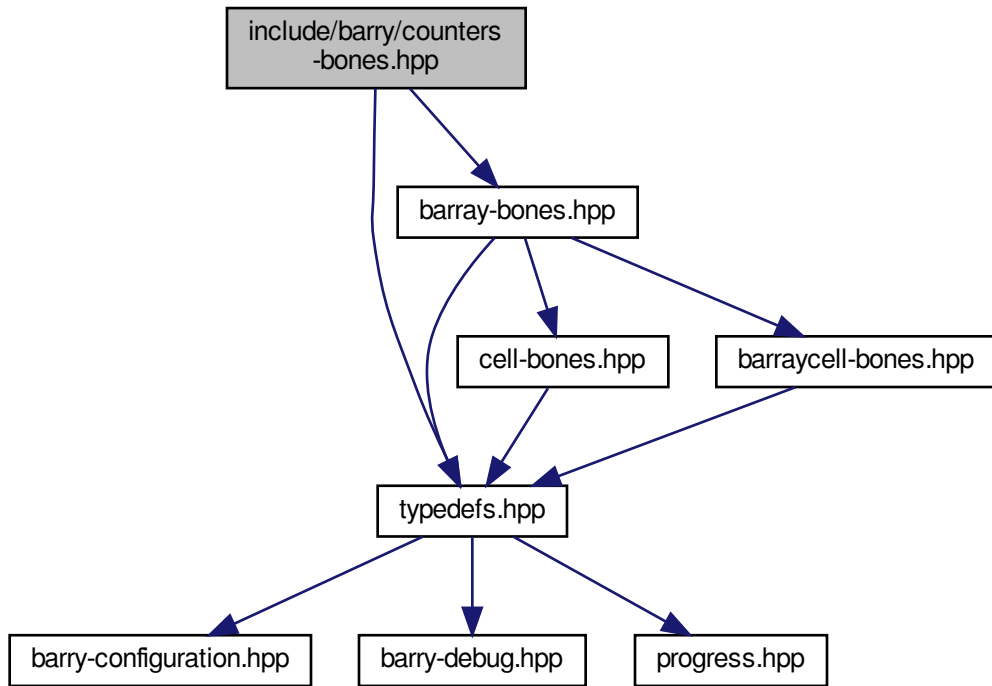 include/barry/counters
-bones.hpp
barray-bones.hpp
cell-bones.hpp
barraycell-bones.hpp
typedefs.hpp
barry-configuration.hpp
barry-debug.hpp
progress.hpp